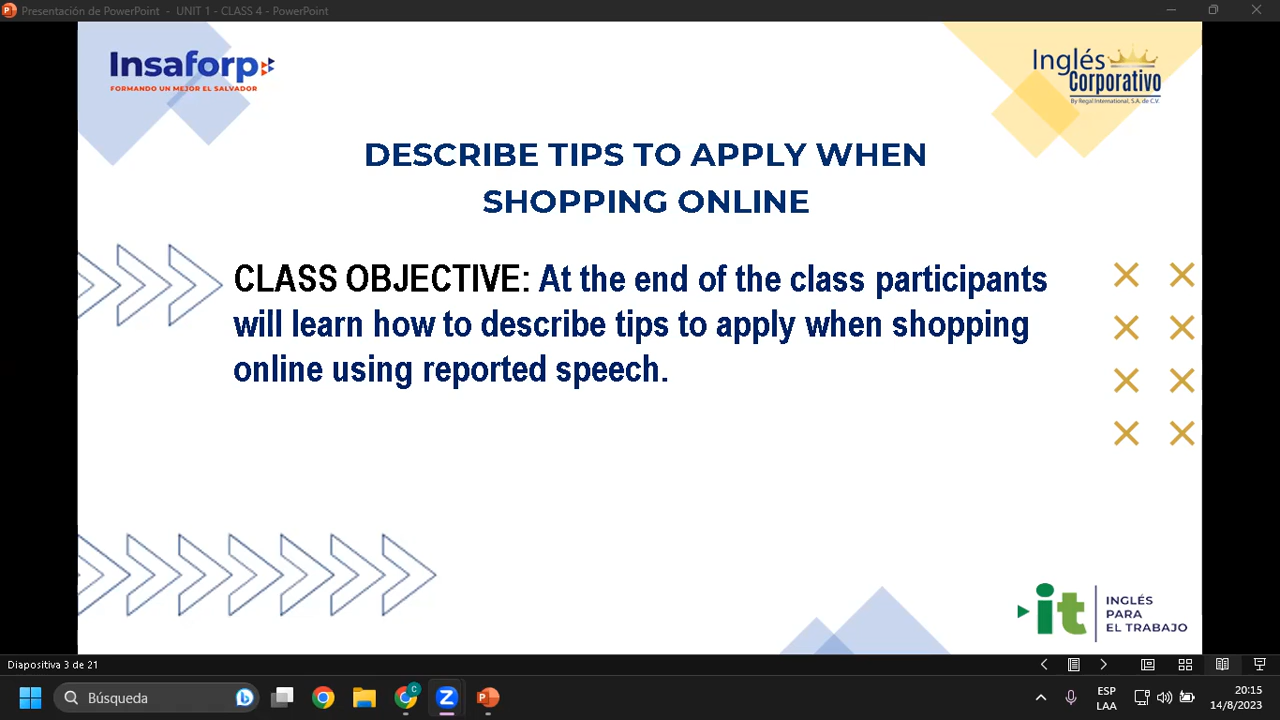 Presentación de PowerPoint - UNIT 1 - CLASS 4 - PowerPoint
Insaforp
FORMANDO UN MEJOR EL SALVADOR
Inglés
Corporativo
By Regal International, S.A. de C.V.
DESCRIBE TIPS TO APPLY WHEN
SHOPPING ONLINE
CLASS OBJECTIVE: At the end of the class participants
will learn how to describe tips to apply when shopping
online using reported speech.
it
INGLÉS
PARA
EL TRABAJO
Diapositiva 3 de 21
Búsqueda
ESP
LAA
20:15
14/8/2023